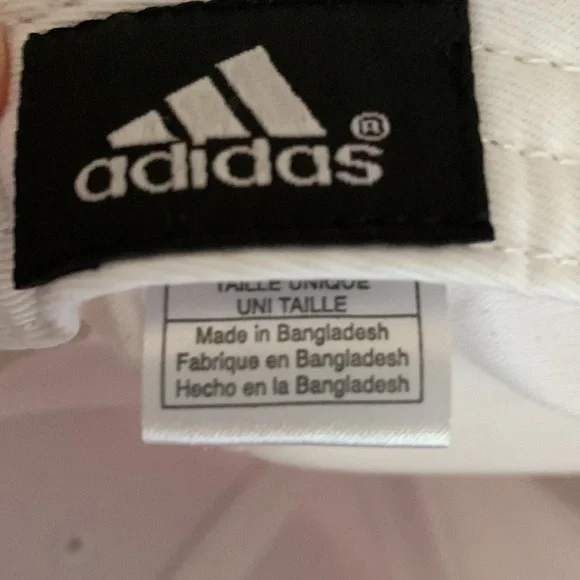 adidas®
TAILLE UNIQUE
UNI TAILLE
Made in Bangladesh
Fabrique en Bangladesh
Hecho en la Bangladesh